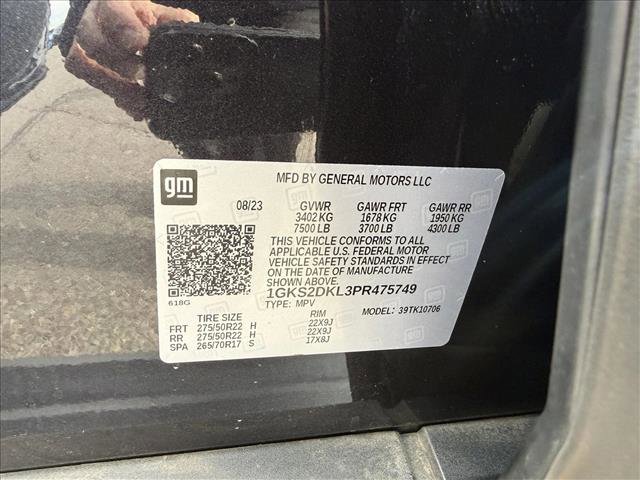 gm
MFD BY GENERAL MOTORS LLC
08/23 GVWR GAWR FRT GAWR RR
3402 KG 1678 KG 1950 KG
7500 LB 3700 LB 4300 LB
THIS VEHICLE CONFORMS TO ALL
APPLICABLE U.S. FEDERAL MOTOR
VEHICLE SAFETY STANDARDS IN EFFECT
ON THE DATE OF MANUFACTURE
SHOWN ABOVE.
1GKS2DKL3PR475749
618G
TYPE: MPV MODEL: 39TK10706
TIRE SIZE RIM
FRT 275/50R22 H 22X9J
RR 275/50R22 H 22X9J
SPA 265/70R17 S 17X8J